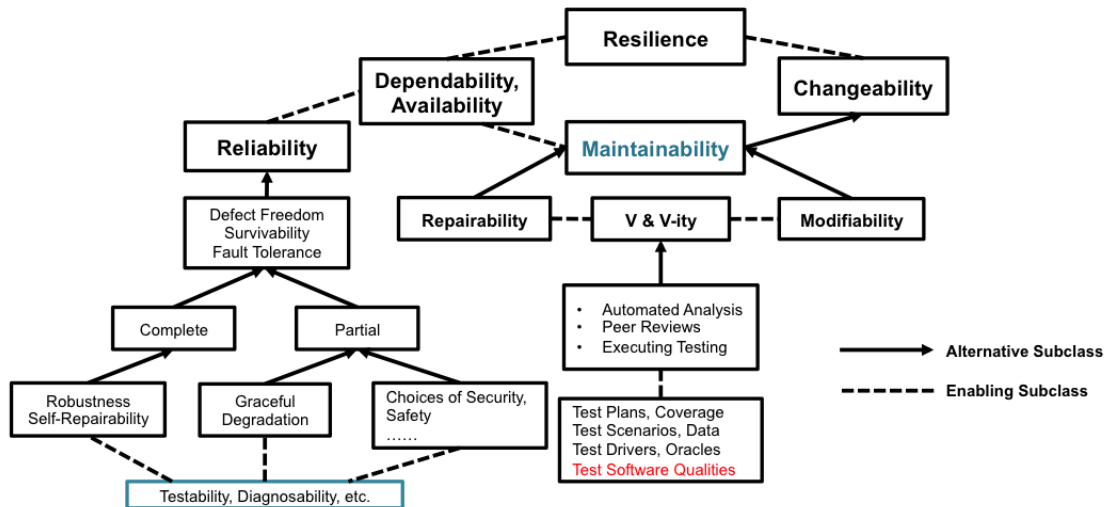 Resilience
Dependability,
Availability
Changeability
Reliability
Maintainability
Repairability
V & V-ity
Modifiability
Defect Freedom
Survivability
Fault Tolerance
• Automated Analysis
• Peer Reviews
• Executing Testing
Complete
Partial
Alternative Subclass
Enabling Subclass
Robustness
Self-Repairability
Graceful
Degradation
Choices of Security,
Safety
……
Test Plans, Coverage
Test Scenarios, Data
Test Drivers, Oracles
Test Software Qualities
Testability, Diagnosability, etc.